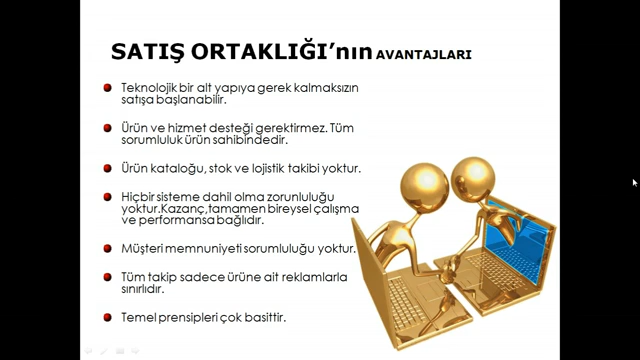 SATIŞ ORTAKLIĞI’nın AVANTAJLARI
Teknolojik bir alt yapıya gerek kalmaksızın
satışa başlanabilir.
Ürün ve hizmet desteği gerektirmez. Tüm
sorumluluk ürün sahibindedir.
Ürün kataloğu, stok ve lojistik takibi yoktur.
Hiçbir sisteme dahil olma zorunluluğu
yoktur.Kazanç,tamamen bireysel çalışma
ve performansa bağlıdır.
Müşteri memnuniyeti sorumluluğu yoktur.
Tüm takip sadece ürüne ait reklamlarla
sınırlıdır.
Temel prensipleri çok basittir.